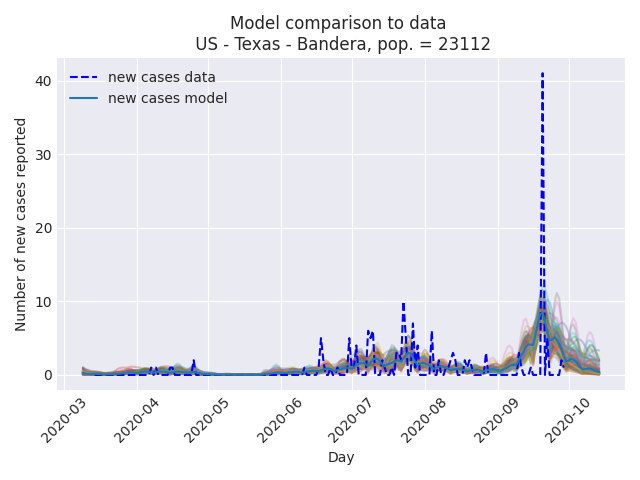 Model comparison to data
US - Texas - Bandera, pop. = 23112
new cases data
new cases model
Number of new cases reported
40
30
20
10
0
2020-03
2020-04
2020-05
2020-06
2020-07
2020-08
2020-09
2020-10
Day